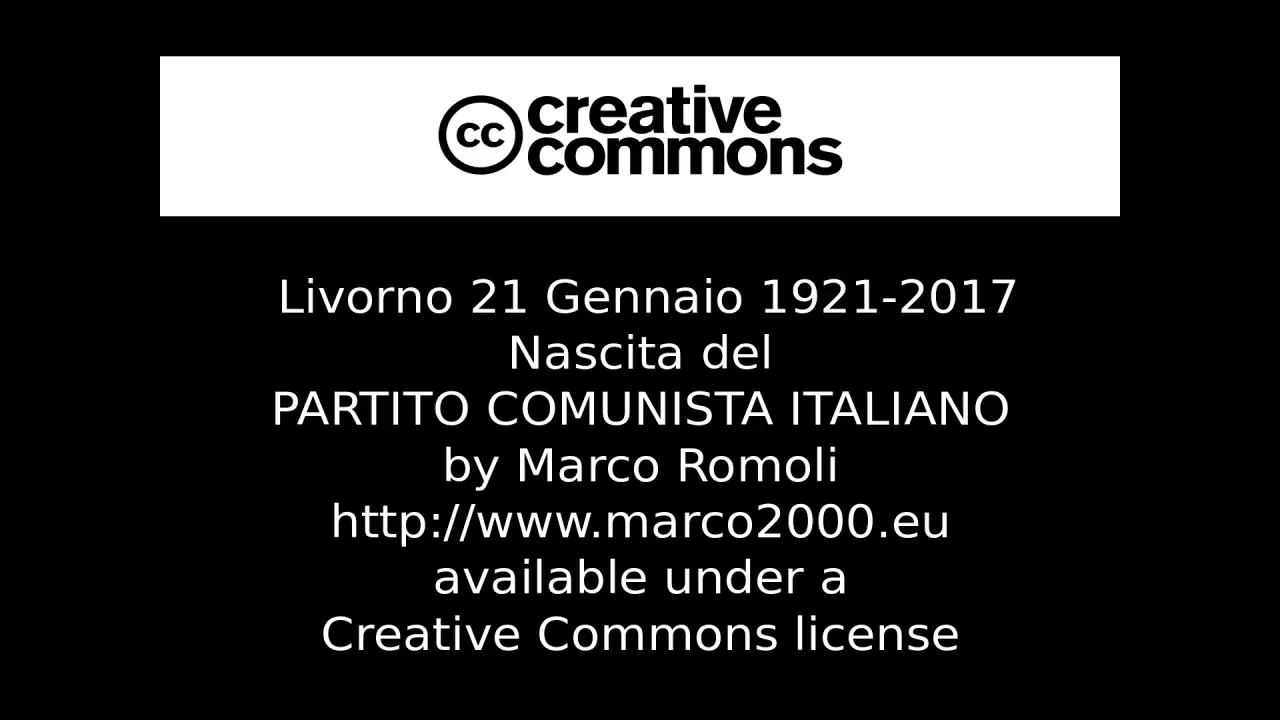 cc creative
commons
Livorno 21 Gennaio 1921-2017
Nascita del
PARTITO COMUNISTA ITALIANO
by Marco Romoli
http://www.marco2000.eu
available under a
Creative Commons license